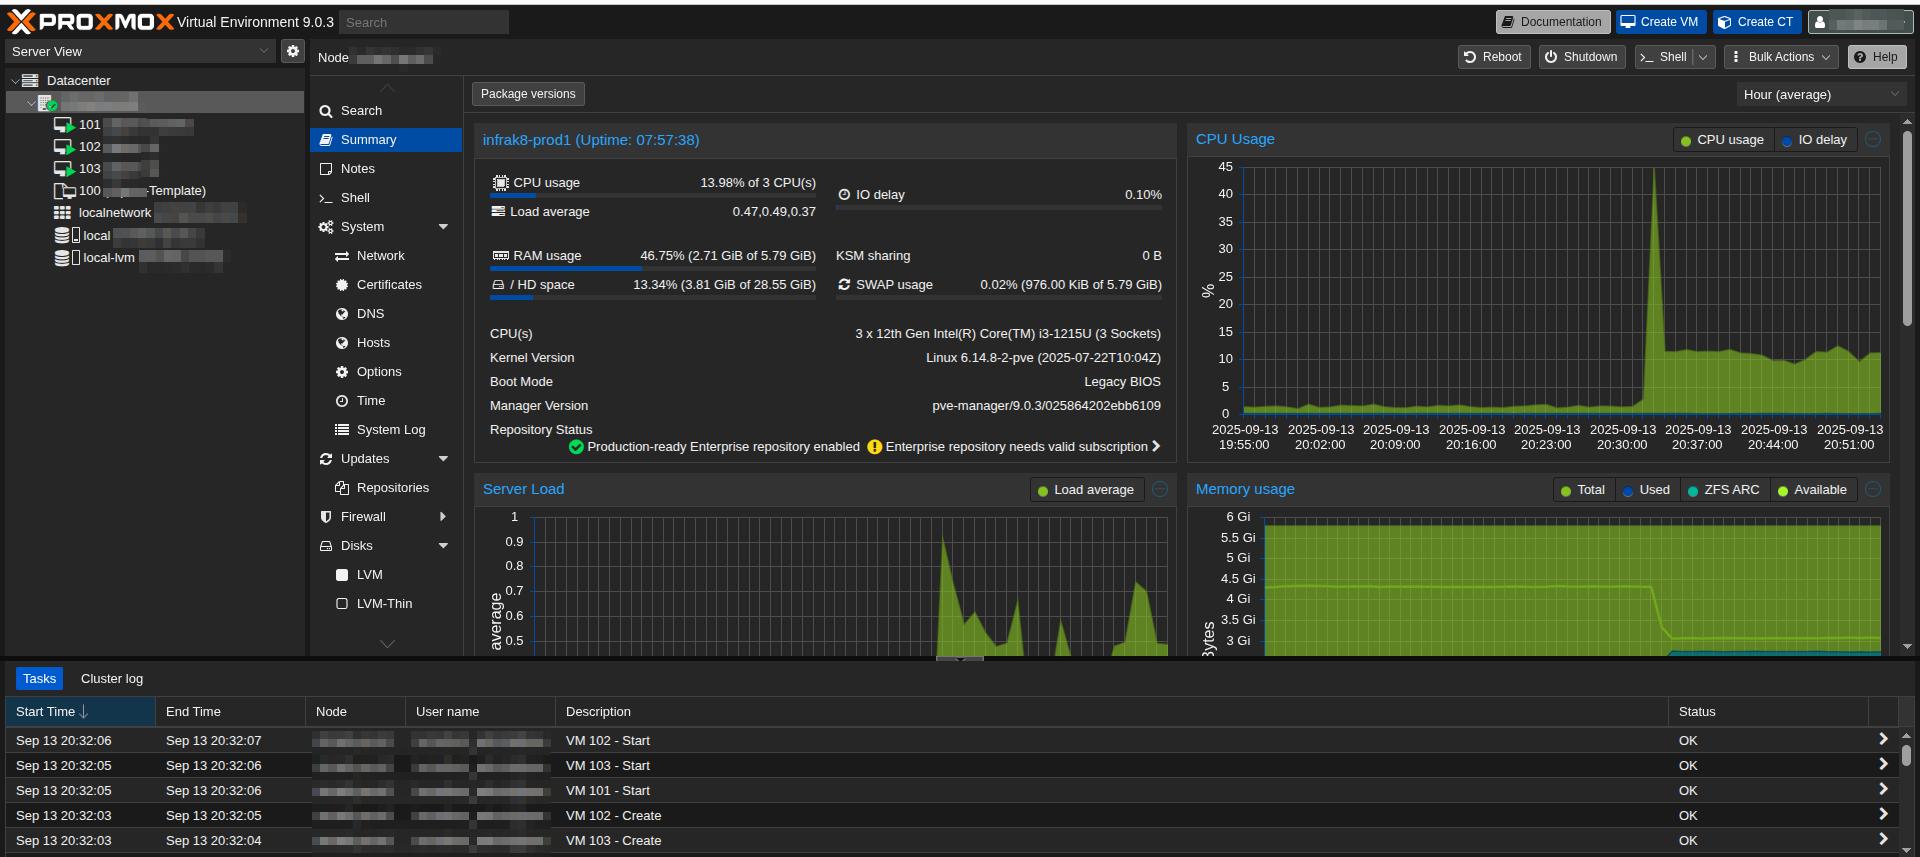 PROXMOX Virtual Environment 9.0.3 Search Documentation Create VM Create CT
Server View
Datacenter
101
102
103
100 -Template)
localnetwork
local
local-lvm
Node Reboot Shutdown Shell Bulk Actions Help
Search
Summary
Notes
Shell
System
Network
Certificates
DNS
Hosts
Options
Time
System Log
Updates
Repositories
Firewall
Disks
LVM
LVM-Thin
Package versions Hour (average)
infrak8-prod1 (Uptime: 07:57:38)
CPU usage 13.98% of 3 CPU(s)
IO delay 0.10%
Load average 0.47,0.49,0.37
RAM usage 46.75% (2.71 GiB of 5.79 GiB)
KSM sharing 0 B
/ HD space 13.34% (3.81 GiB of 28.55 GiB)
SWAP usage 0.02% (976.00 KiB of 5.79 GiB)
CPU(s) 3 x 12th Gen Intel(R) Core(TM) i3-1215U (3 Sockets)
Kernel Version Linux 6.14.8-2-pve (2025-07-22T10:04Z)
Boot Mode Legacy BIOS
Manager Version pve-manager/9.0.3/025864202ebb6109
Repository Status
Production-ready Enterprise repository enabled Enterprise repository needs valid subscription
CPU Usage CPU usage IO delay
45
40
35
30
25
%
20
15
10
5
0
2025-09-13 2025-09-13 2025-09-13 2025-09-13 2025-09-13 2025-09-13 2025-09-13 2025-09-13 2025-09-13
19:55:00 20:02:00 20:09:00 20:16:00 20:23:00 20:30:00 20:37:00 20:44:00 20:51:00
Server Load Load average
1
0.9
0.8
0.7
0.6
0.5
average
Memory usage Total Used ZFS ARC Available
6 Gi
5.5 Gi
5 Gi
4.5 Gi
4 Gi
3.5 Gi
3 Gi
Bytes
Tasks Cluster log
Start Time End Time Node User name Description Status
Sep 13 20:32:06 Sep 13 20:32:07 VM 102 - Start OK
Sep 13 20:32:05 Sep 13 20:32:06 VM 103 - Start OK
Sep 13 20:32:05 Sep 13 20:32:06 VM 101 - Start OK
Sep 13 20:32:03 Sep 13 20:32:05 VM 102 - Create OK
Sep 13 20:32:03 Sep 13 20:32:04 VM 103 - Create OK